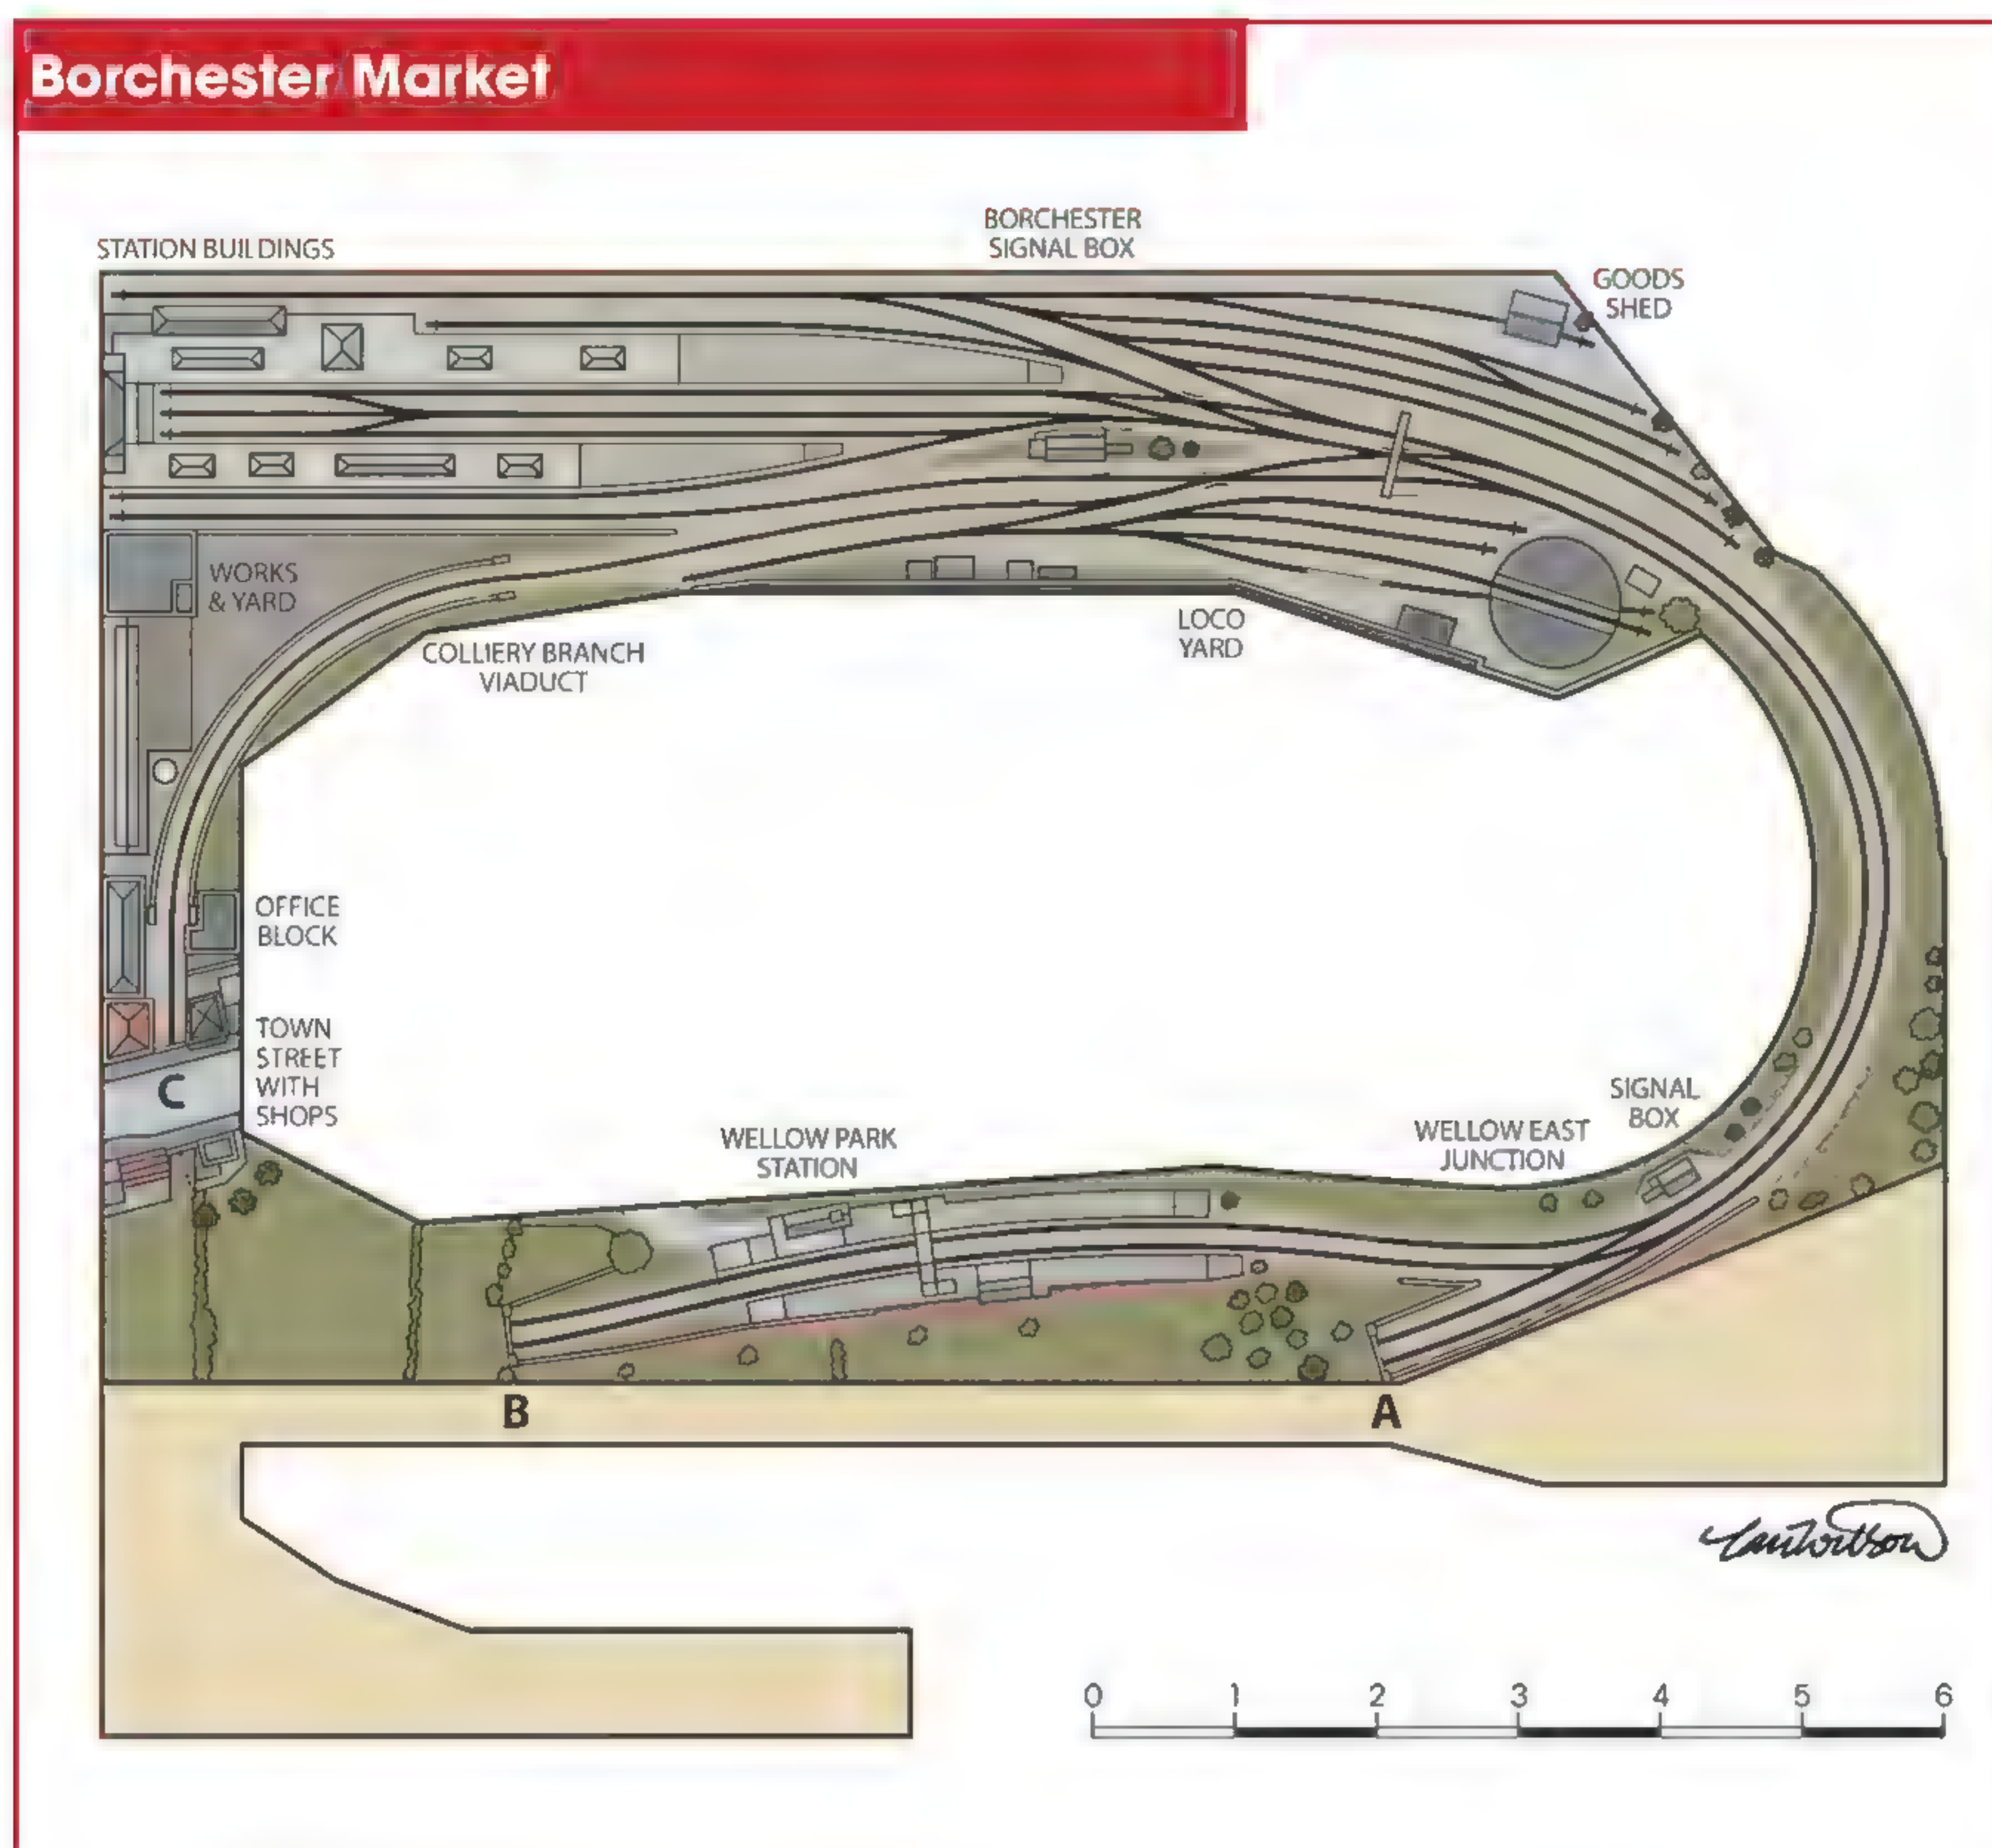 Borchester Market
STATION BUILDINGS
BORCHESTER
SIGNAL BOX
GOODS
SHED
WORKS
& YARD
COLLIERY BRANCH
VIADUCT
LOCO
YARD
OFFICE
BLOCK
TOWN
STREET
WITH
SHOPS
C
WELLOW PARK
STATION
WELLOW EAST
JUNCTION
SIGNAL
BOX
B
A
0 1 2 3 4 5 6